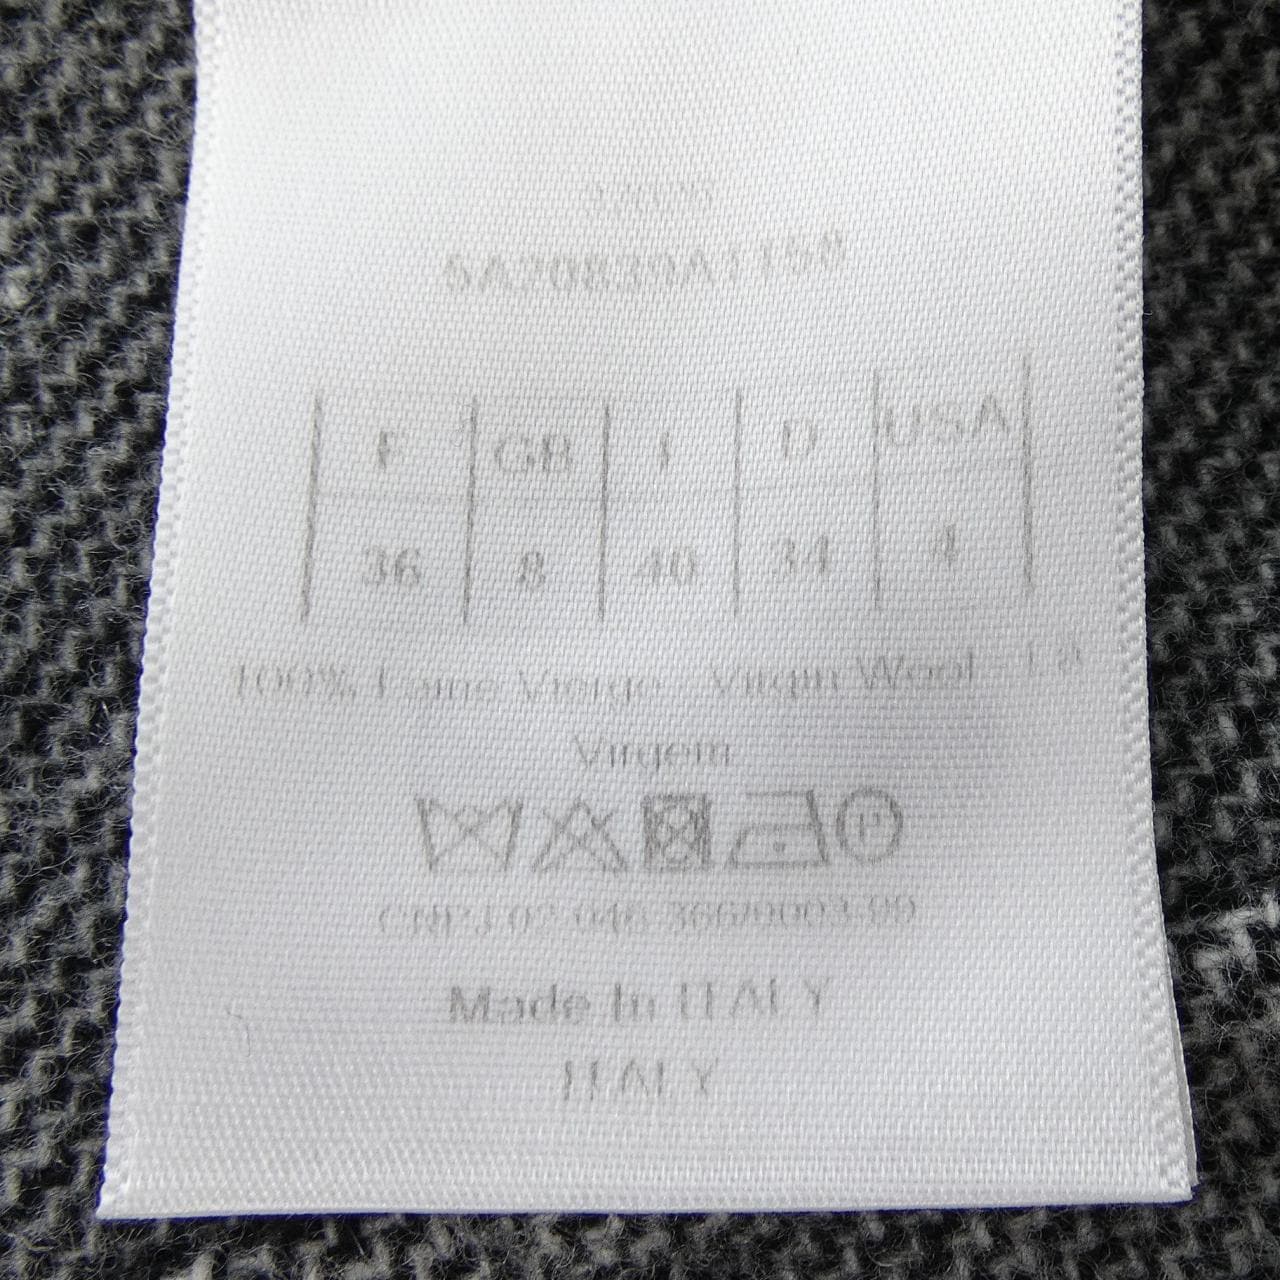 F GB I D USA
36 8 40 34 4
100% Laine Vierge - Virgin Wool - Lã
Virgem
Made In ITALY
ITALY